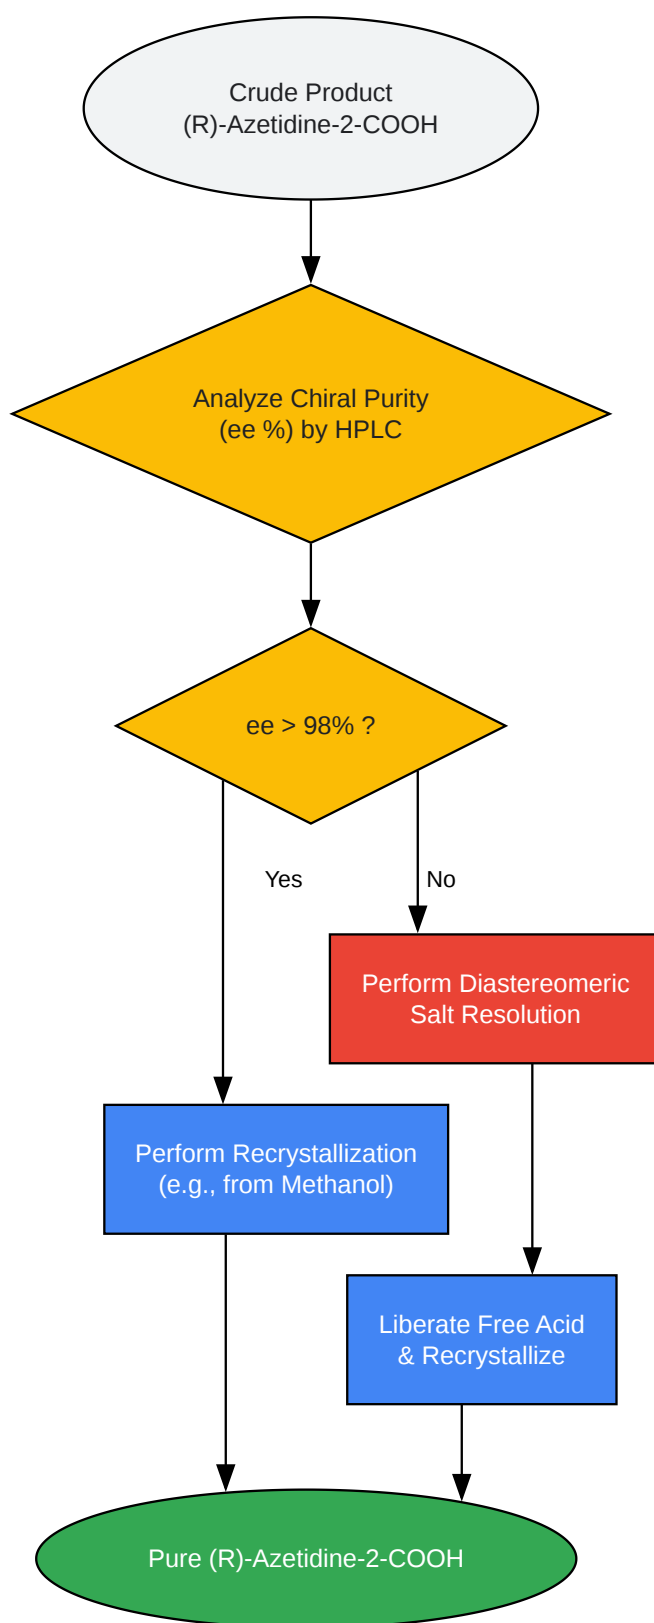 Crude Product
(R)-Azetidine-2-COOH
Analyze Chiral Purity
(ee %) by HPLC
ee > 98% ?
Yes
No
Perform Diastereomeric
Salt Resolution
Perform Recrystallization
(e.g., from Methanol)
Liberate Free Acid
& Recrystallize
Pure (R)-Azetidine-2-COOH